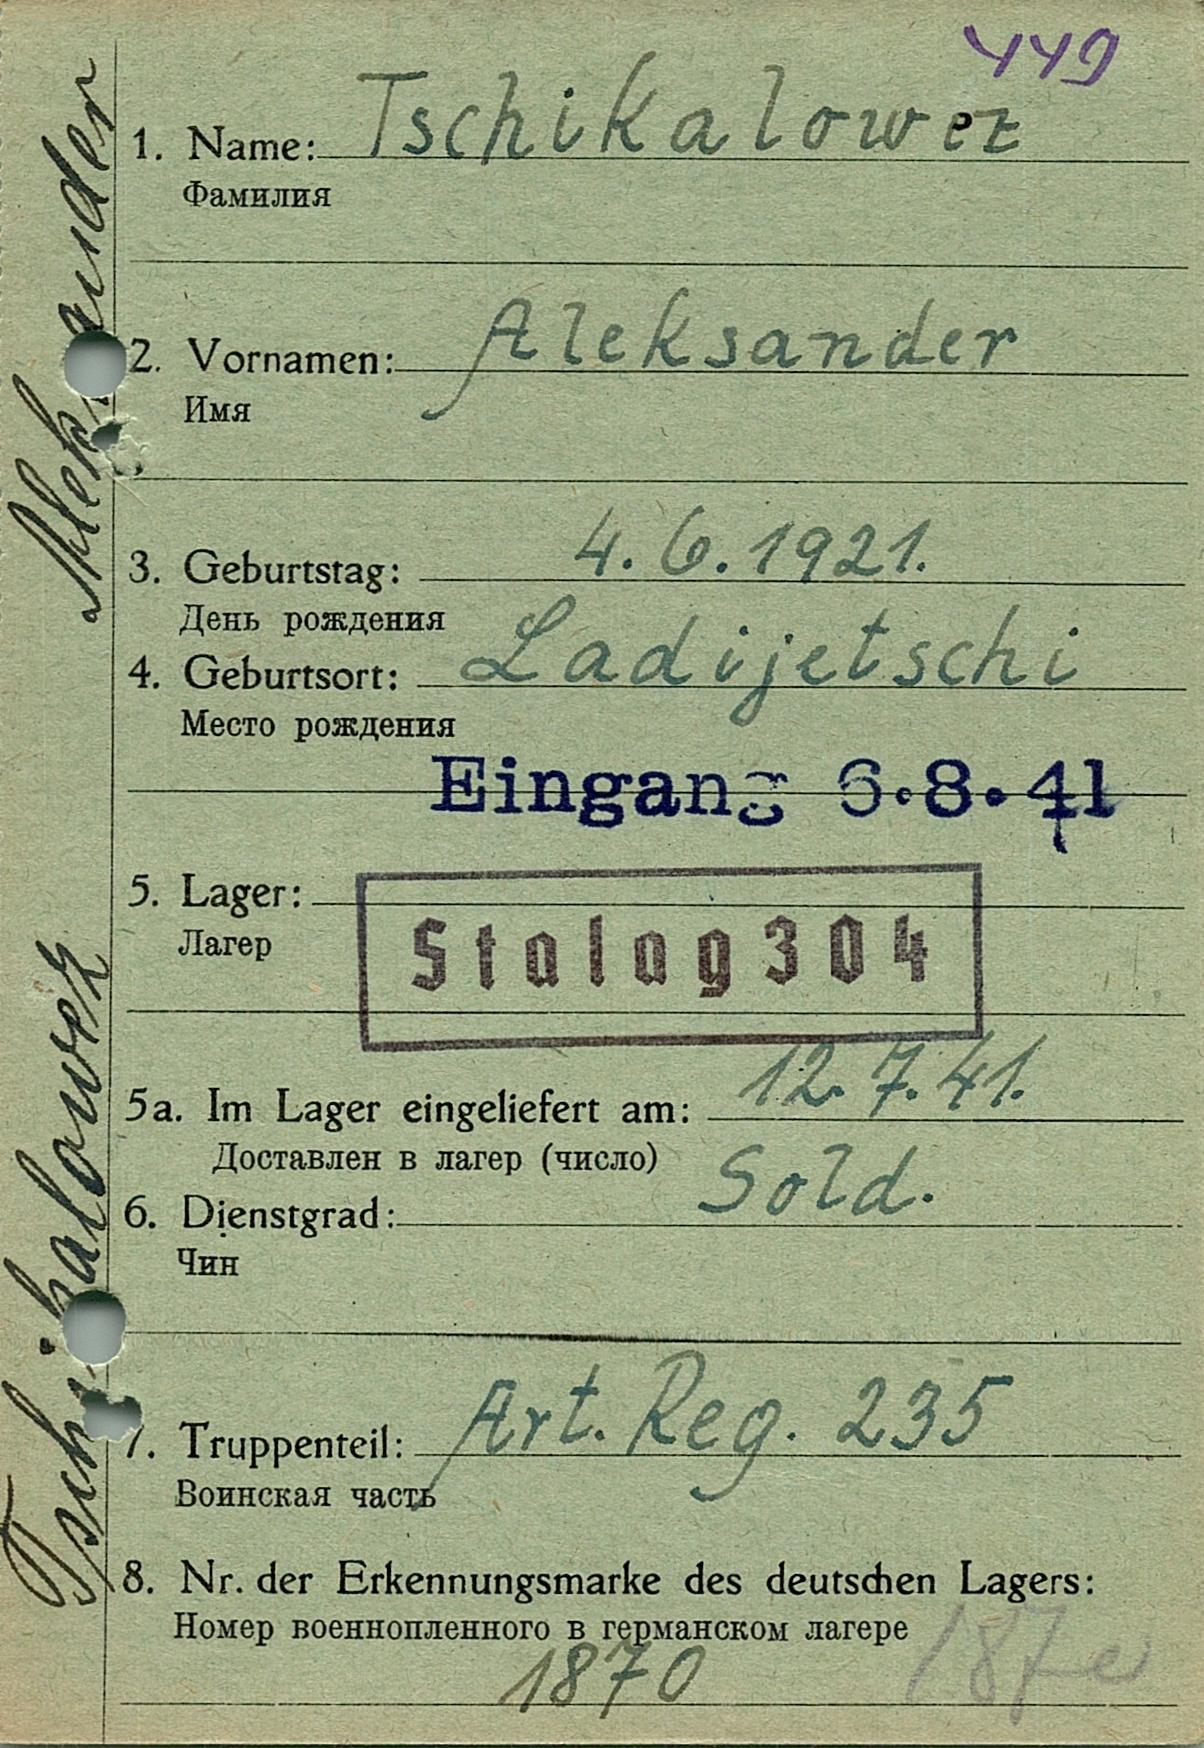 449
1. Name: Tschikalowez
Фамилия
2. Vornamen: Aleksander
Имя
3. Geburtstag: 4. 6. 1921.
День рождения
4. Geburtsort: Ladijetschi
Место рождения
Eingang 6.8.41
5. Lager:
Лагер
Stalag 304
5a. Im Lager eingeliefert am: 12. 7. 41.
Доставлен в лагер (число)
6. Dienstgrad: Sold.
Чин
7. Truppenteil: Art. Reg. 235
Воинская часть
8. Nr. der Erkennungsmarke des deutschen Lagers:
Номер военнопленного в германском лагере
1870
Tschikalowez Aleksander